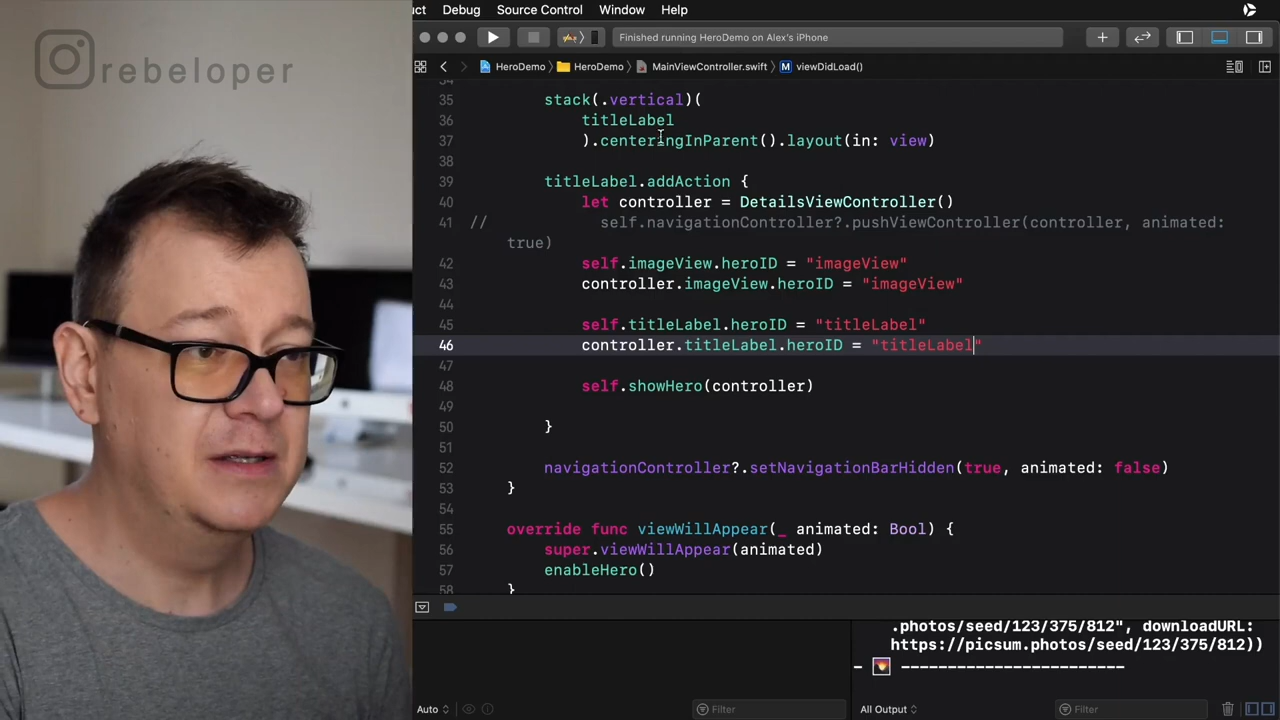 ct Debug Source Control Window Help
rebeloper
Finished running HeroDemo on Alex's iPhone
HeroDemo HeroDemo MainViewController.swift M viewDidLoad()
34
35 stack(.vertical)(
36 titleLabel
37 ).centeringInParent().layout(in: view)
38
39 titleLabel.addAction {
40 let controller = DetailsViewController()
41 // self.navigationController?.pushViewController(controller, animated:
true)
42 self.imageView.heroID = "imageView"
43 controller.imageView.heroID = "imageView"
44
45 self.titleLabel.heroID = "titleLabel"
46 controller.titleLabel.heroID = "titleLabel"
48 self.showHero(controller)
49
50 }
51
52 navigationController?.setNavigationBarHidden(true, animated: false)
53 }
54
55 override func viewWillAppear(_ animated: Bool) {
56 super.viewWillAppear(animated)
57 enableHero()
58 }
.photos/seed/123/375/812", downloadURL:
https://picsum.photos/seed/123/375/812))
- ------------------------
Auto Filter All Output Filter